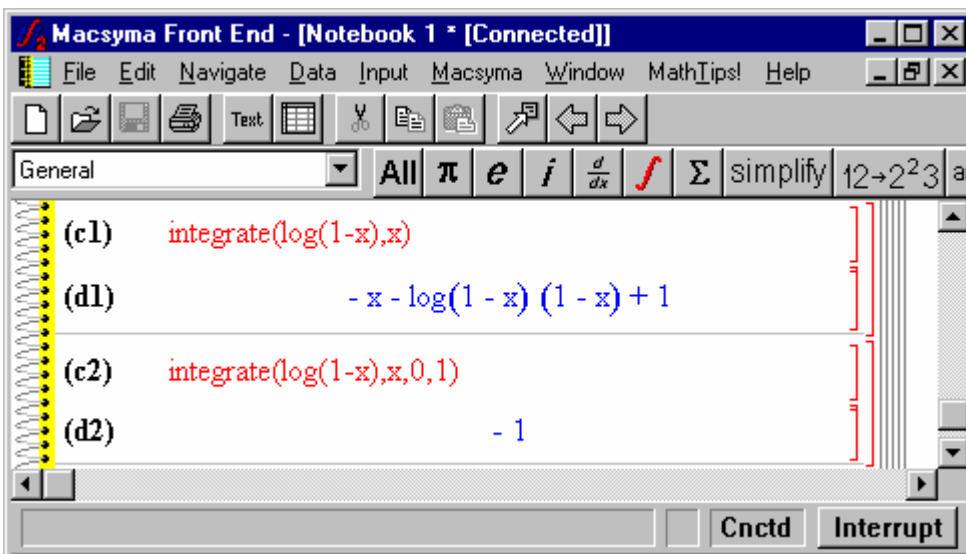 Macsyma Front End - [Notebook 1 * [Connected]]
File Edit Navigate Data Input Macsyma Window MathTips! Help
Text
General All π e i d/dx ∫ Σ simplify 12→2²3 a
(c1) integrate(log(1-x),x)
(d1) - x - log(1 - x) (1 - x) + 1
(c2) integrate(log(1-x),x,0,1)
(d2) - 1
Cnctd Interrupt